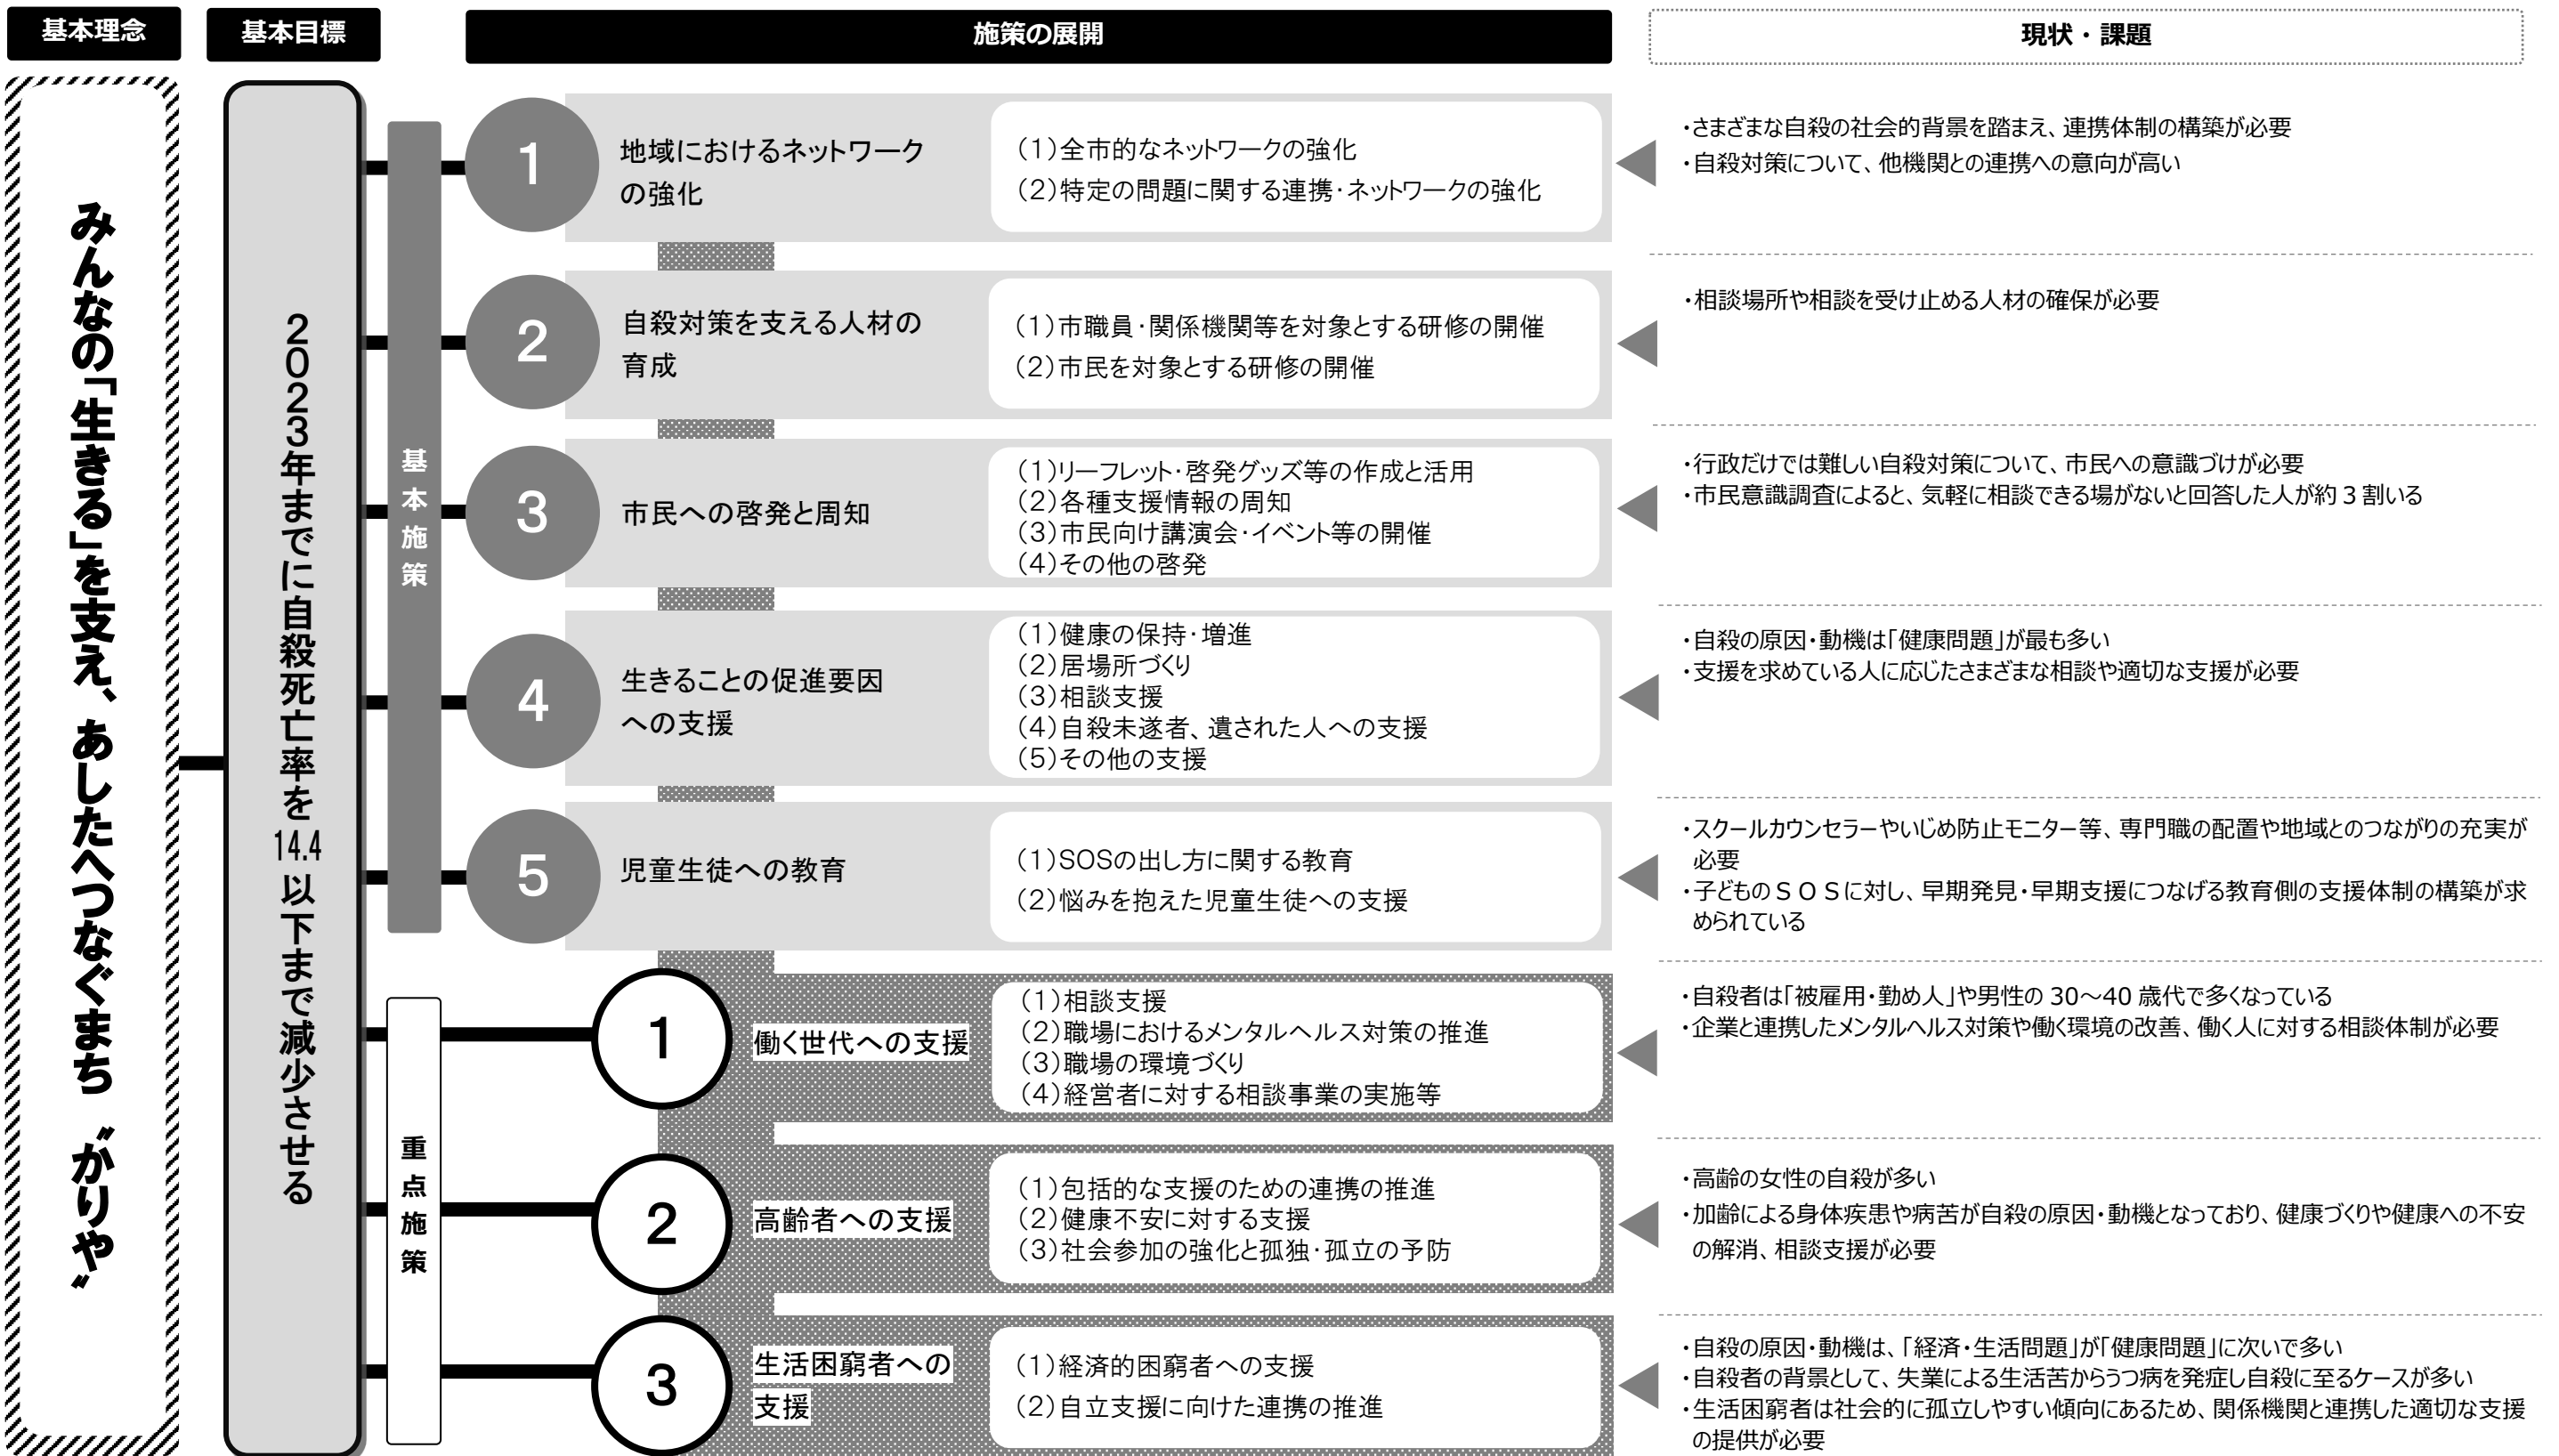 基本理念
基本目標
施策の展開
現状・課題
みんなの「生きる」を支え、あしたへつなぐまち〝かりや〟
2023年までに自殺死亡率を14.4以下まで減少させる
基本施策
1
地域におけるネットワーク
の強化
（1）全市的なネットワークの強化
（2）特定の問題に関する連携・ネットワークの強化
・さまざまな自殺の社会的背景を踏まえ、連携体制の構築が必要
・自殺対策について、他機関との連携への意向が高い
2
自殺対策を支える人材の
育成
（1）市職員・関係機関等を対象とする研修の開催
（2）市民を対象とする研修の開催
・相談場所や相談を受け止める人材の確保が必要
3
市民への啓発と周知
（1）リーフレット・啓発グッズ等の作成と活用
（2）各種支援情報の周知
（3）市民向け講演会・イベント等の開催
（4）その他の啓発
・行政だけでは難しい自殺対策について、市民への意識づけが必要
・市民意識調査によると、気軽に相談できる場がないと回答した人が約３割いる
4
生きることの促進要因
への支援
（1）健康の保持・増進
（2）居場所づくり
（3）相談支援
（4）自殺未遂者、遺された人への支援
（5）その他の支援
・自殺の原因・動機は「健康問題」が最も多い
・支援を求めている人に応じたさまざまな相談や適切な支援が必要
5
児童生徒への教育
（1）SOSの出し方に関する教育
（2）悩みを抱えた児童生徒への支援
・スクールカウンセラーやいじめ防止モニター等、専門職の配置や地域とのつながりの充実が
必要
・子どものＳＯＳに対し、早期発見・早期支援につなげる教育側の支援体制の構築が求
められている
重点施策
1
働く世代への支援
（1）相談支援
（2）職場におけるメンタルヘルス対策の推進
（3）職場の環境づくり
（4）経営者に対する相談事業の実施等
・自殺者は「被雇用・勤め人」や男性の 30～40 歳代で多くなっている
・企業と連携したメンタルヘルス対策や働く環境の改善、働く人に対する相談体制が必要
2
高齢者への支援
（1）包括的な支援のための連携の推進
（2）健康不安に対する支援
（3）社会参加の強化と孤独・孤立の予防
・高齢の女性の自殺が多い
・加齢による身体疾患や病苦が自殺の原因・動機となっており、健康づくりや健康への不安
の解消、相談支援が必要
3
生活困窮者への
支援
（1）経済的困窮者への支援
（2）自立支援に向けた連携の推進
・自殺の原因・動機は、「経済・生活問題」が「健康問題」に次いで多い
・自殺者の背景として、失業による生活苦からうつ病を発症し自殺に至るケースが多い
・生活困窮者は社会的に孤立しやすい傾向にあるため、関係機関と連携した適切な支援
の提供が必要